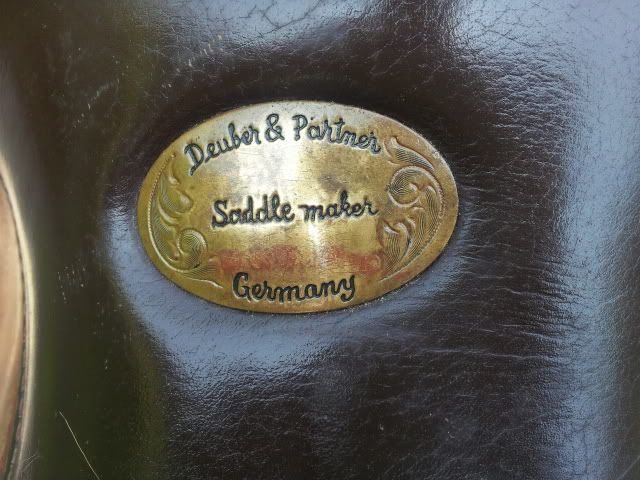 Deuber & Partner
Saddle maker
Germany